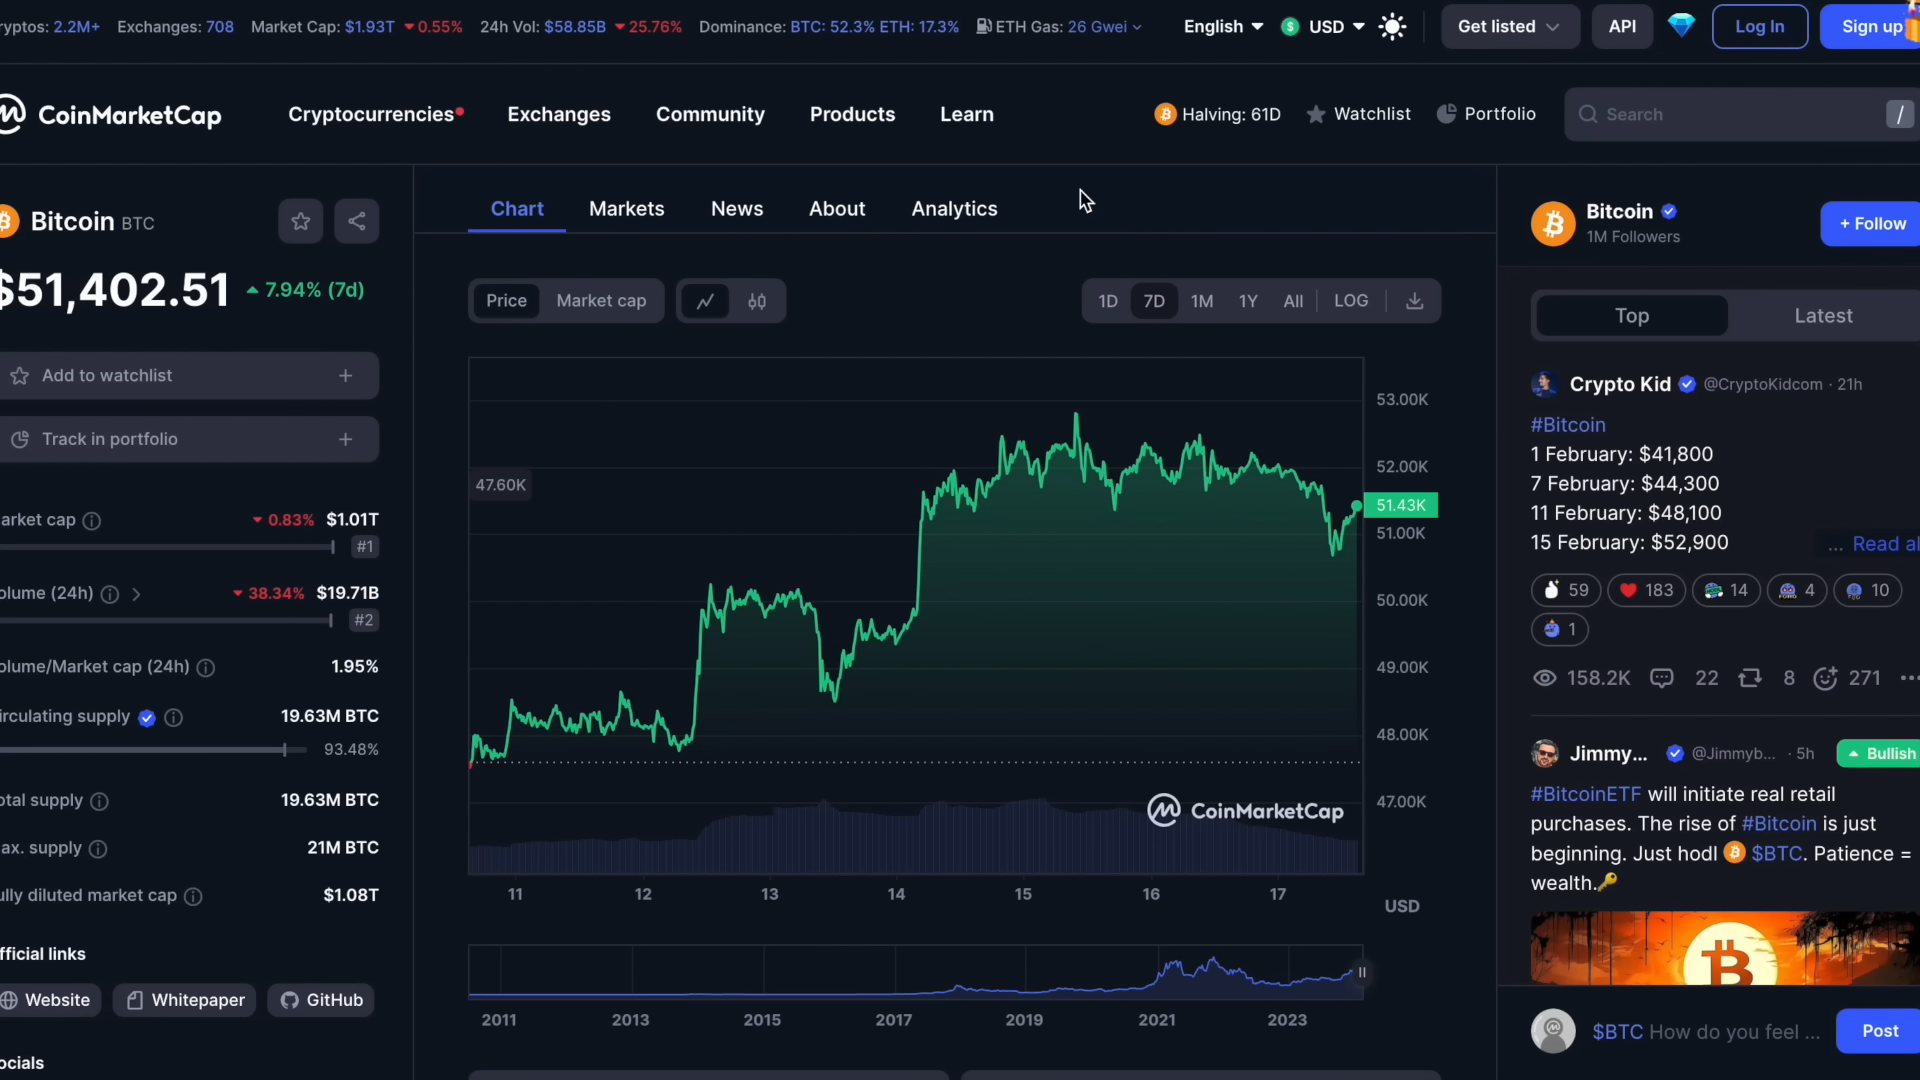 ryptos: 2.2M+ Exchanges: 708 Market Cap: $1.93T 0.55% 24h Vol: $58.85B 25.76% Dominance: BTC: 52.3% ETH: 17.3% ETH Gas: 26 Gwei English USD Get listed API Log In Sign up
CoinMarketCap Cryptocurrencies Exchanges Community Products Learn Halving: 61D Watchlist Portfolio Search /
Bitcoin BTC
$51,402.51 7.94% (7d)
Add to watchlist +
Track in portfolio +
arket cap 0.83% $1.01T
#1
olume (24h) 38.34% $19.71B
#2
olume/Market cap (24h) 1.95%
irculating supply 19.63M BTC
93.48%
otal supply 19.63M BTC
ax. supply 21M BTC
ully diluted market cap $1.08T
fficial links
Website Whitepaper GitHub
ocials
Chart Markets News About Analytics
Price Market cap 1D 7D 1M 1Y All LOG
53.00K
52.00K
47.60K
51.43K
51.00K
50.00K
49.00K
48.00K
47.00K
CoinMarketCap
11 12 13 14 15 16 17
USD
2011 2013 2015 2017 2019 2021 2023
Bitcoin
1M Followers
+ Follow
Top Latest
Crypto Kid @CryptoKidcom · 21h
#Bitcoin
1 February: $41,800
7 February: $44,300
11 February: $48,100
15 February: $52,900 ... Read al
59 183 14 4 10
1
158.2K 22 8 271
Jimmy... @Jimmyb... · 5h Bullish
#BitcoinETF will initiate real retail
purchases. The rise of #Bitcoin is just
beginning. Just hodl $BTC. Patience =
wealth.
$BTC How do you feel ... Post